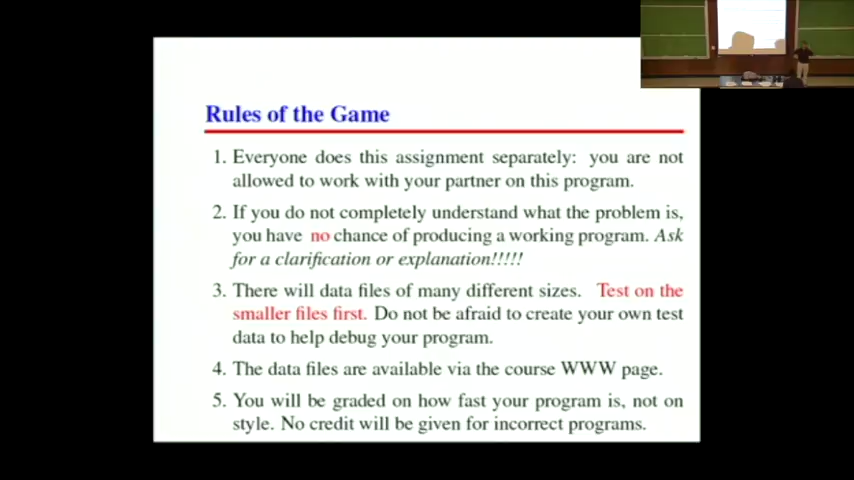 Rules of the Game
1. Everyone does this assignment separately: you are not
allowed to work with your partner on this program.
2. If you do not completely understand what the problem is,
you have no chance of producing a working program. Ask
for a clarification or explanation!!!!!
3. There will data files of many different sizes. Test on the
smaller files first. Do not be afraid to create your own test
data to help debug your program.
4. The data files are available via the course WWW page.
5. You will be graded on how fast your program is, not on
style. No credit will be given for incorrect programs.